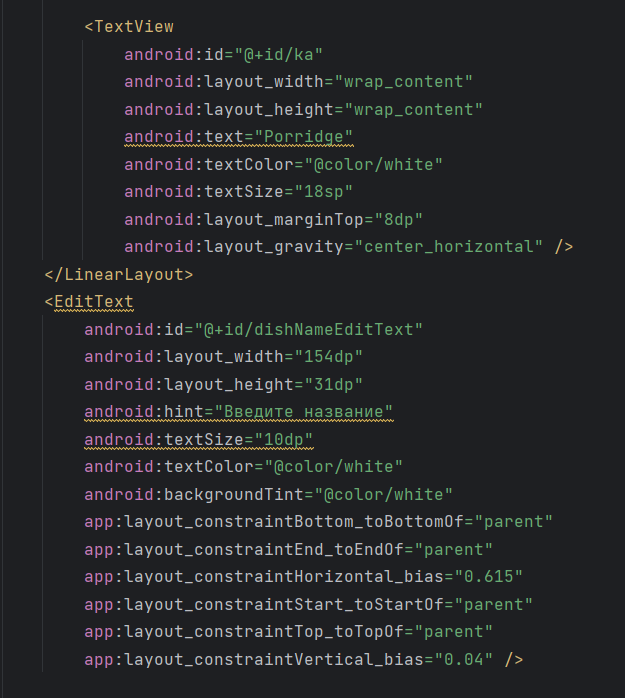 <TextView
android:id="@+id/ka"
android:layout_width="wrap_content"
android:layout_height="wrap_content"
android:text="Porridge"
android:textColor="@color/white"
android:textSize="18sp"
android:layout_marginTop="8dp"
android:layout_gravity="center_horizontal" />
</LinearLayout>
<EditText
android:id="@+id/dishNameEditText"
android:layout_width="154dp"
android:layout_height="31dp"
android:hint="Введите название"
android:textSize="10dp"
android:textColor="@color/white"
android:backgroundTint="@color/white"
app:layout_constraintBottom_toBottomOf="parent"
app:layout_constraintEnd_toEndOf="parent"
app:layout_constraintHorizontal_bias="0.615"
app:layout_constraintStart_toStartOf="parent"
app:layout_constraintTop_toTopOf="parent"
app:layout_constraintVertical_bias="0.04" />